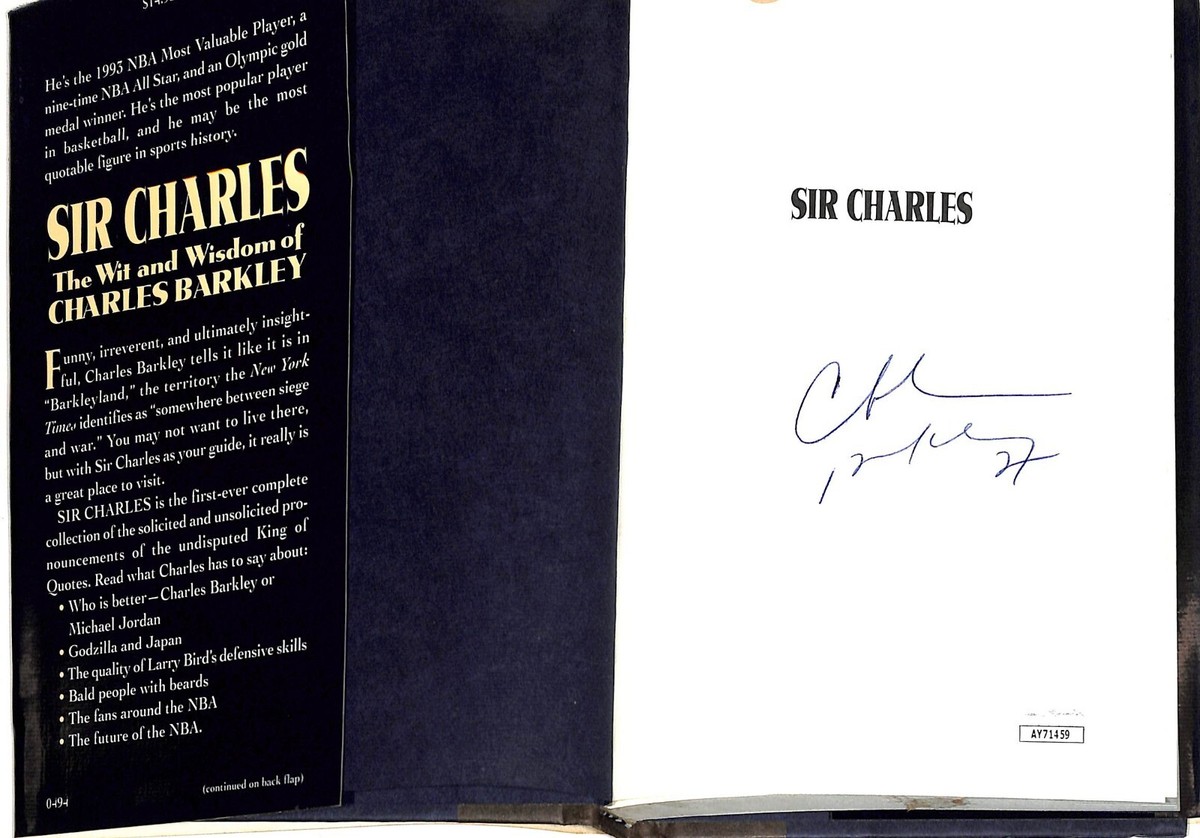 He's the 1993 NBA Most Valuable Player, a
nine-time NBA All Star, and an Olympic gold
medal winner. He's the most popular player
in basketball, and he may be the most
quotable figure in sports history.
SIR CHARLES
The Wit and Wisdom of
CHARLES BARKLEY
Funny, irreverent, and ultimately insight-
ful, Charles Barkley tells it like it is in
"Barkleyland," the territory the New York
Times identifies as "somewhere between siege
and war." You may not want to live there,
but with Sir Charles as your guide, it really is
a great place to visit.
SIR CHARLES is the first-ever complete
collection of the solicited and unsolicited pro-
nouncements of the undisputed King of
Quotes. Read what Charles has to say about:
• Who is better—Charles Barkley or
Michael Jordan
• Godzilla and Japan
• The quality of Larry Bird's defensive skills
• Bald people with beards
• The fans around the NBA
• The future of the NBA.
(continued on back flap)
0-494
SIR CHARLES
AY71459